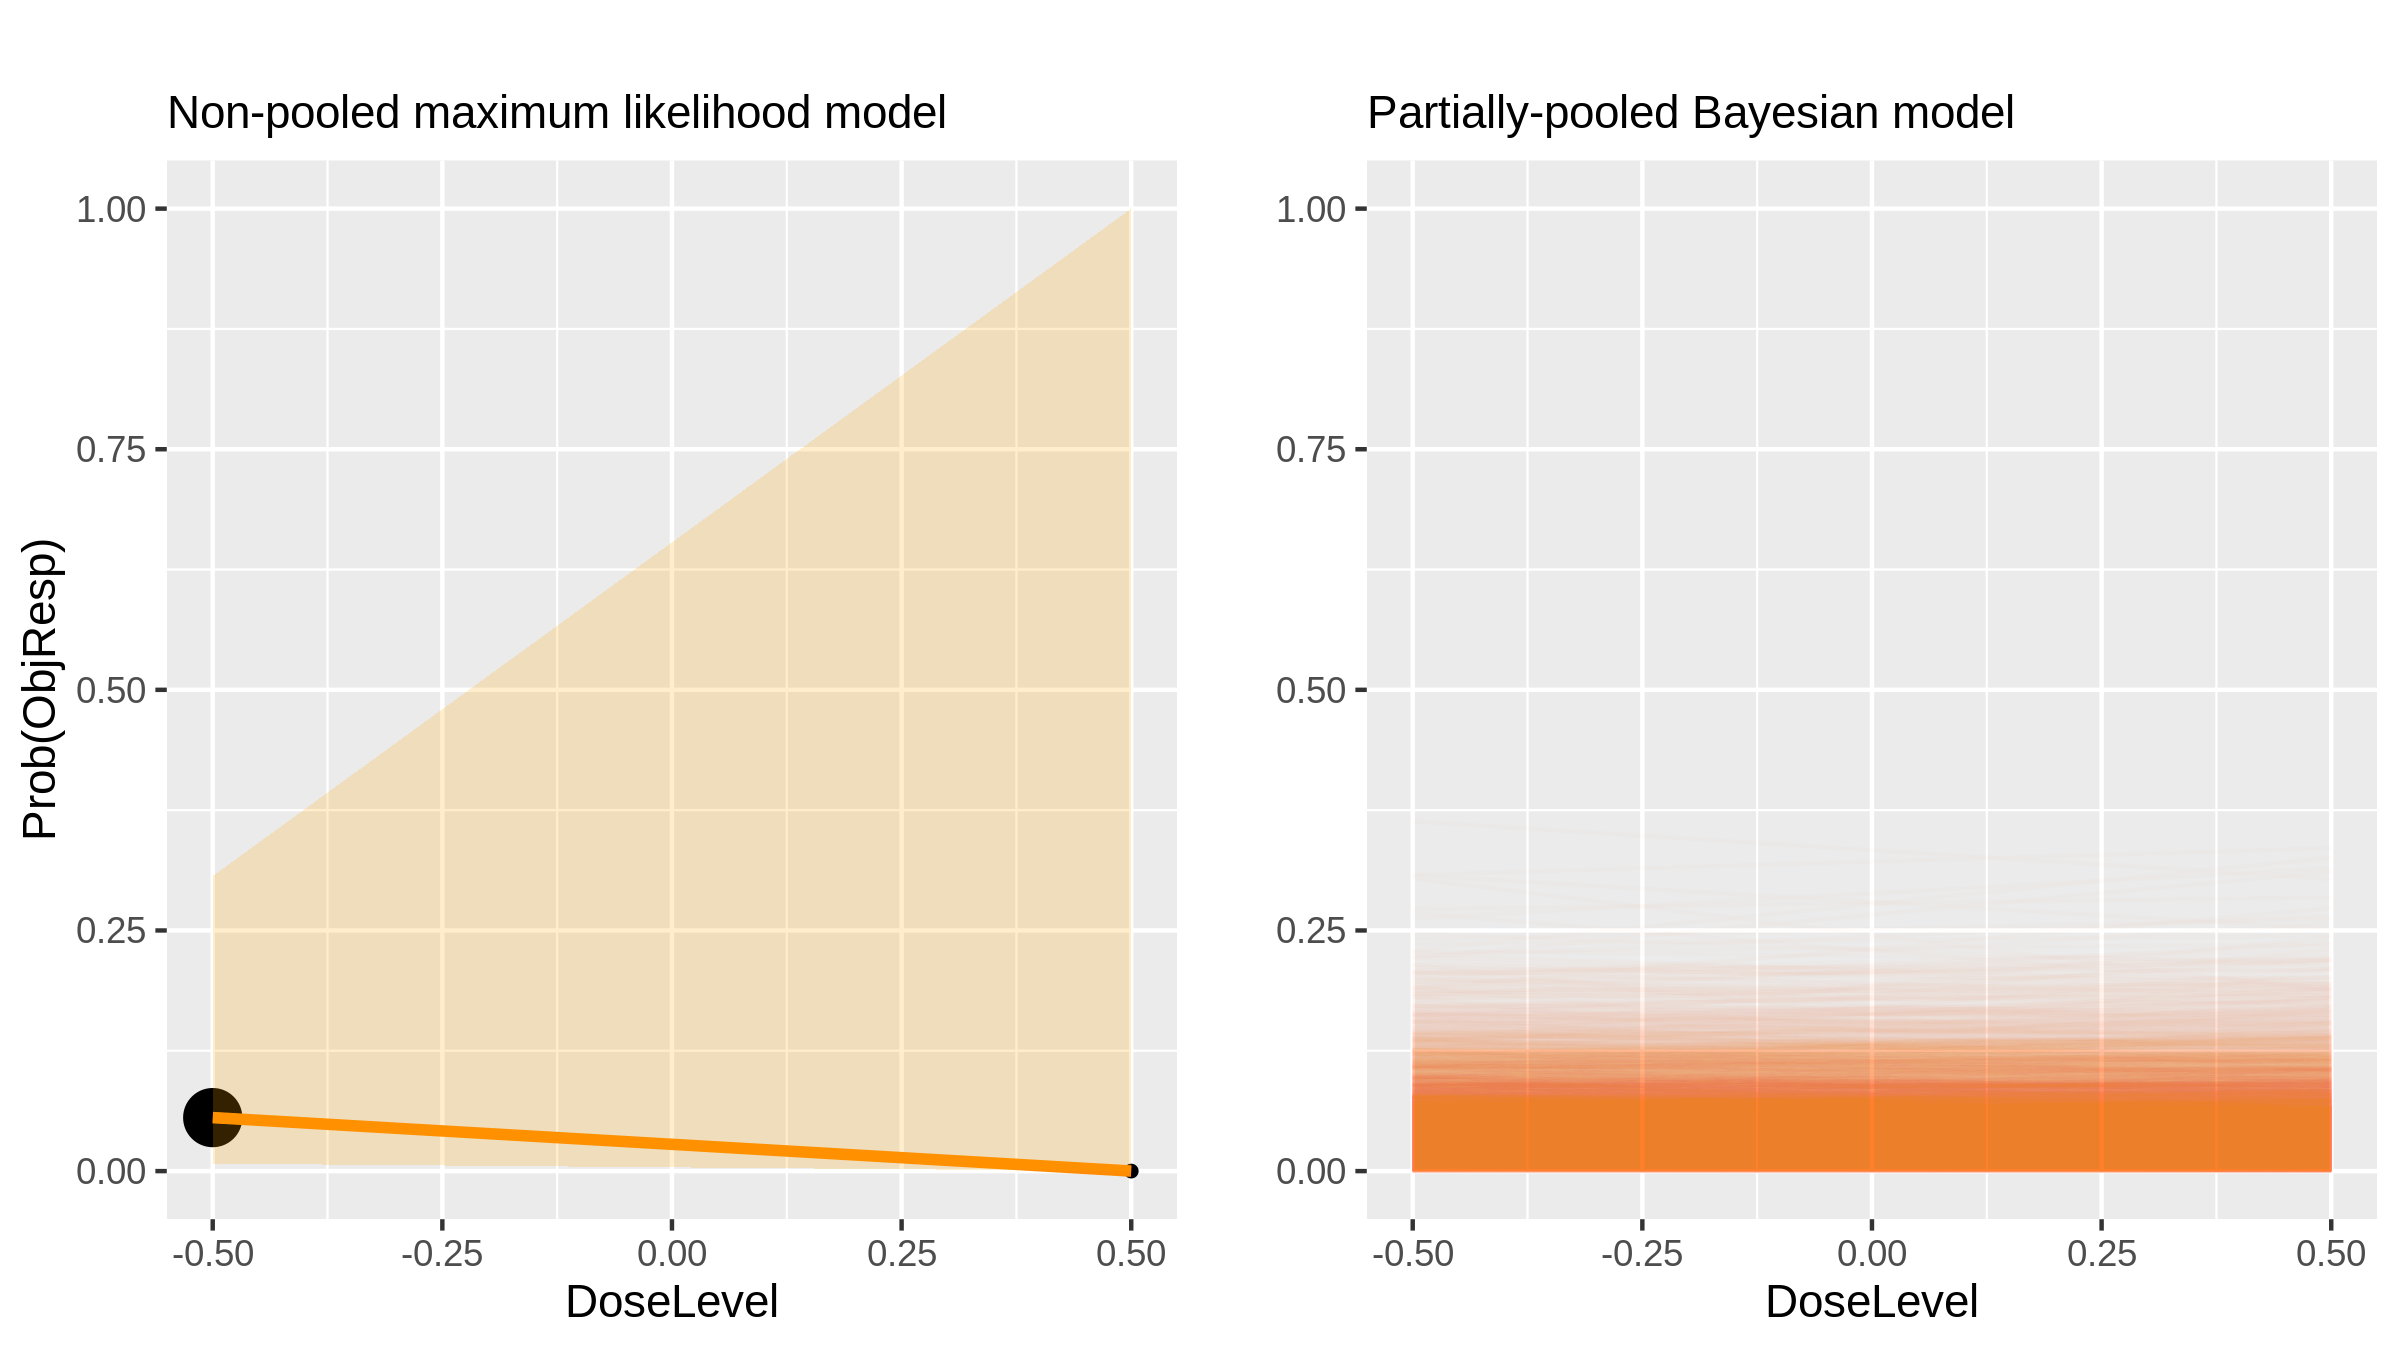 Non-pooled maximum likelihood model
Prob(ObjResp)
1.00
0.75
0.50
0.25
0.00
-0.50 -0.25 0.00 0.25 0.50
DoseLevel
Partially-pooled Bayesian model
1.00
0.75
0.50
0.25
0.00
-0.50 -0.25 0.00 0.25 0.50
DoseLevel